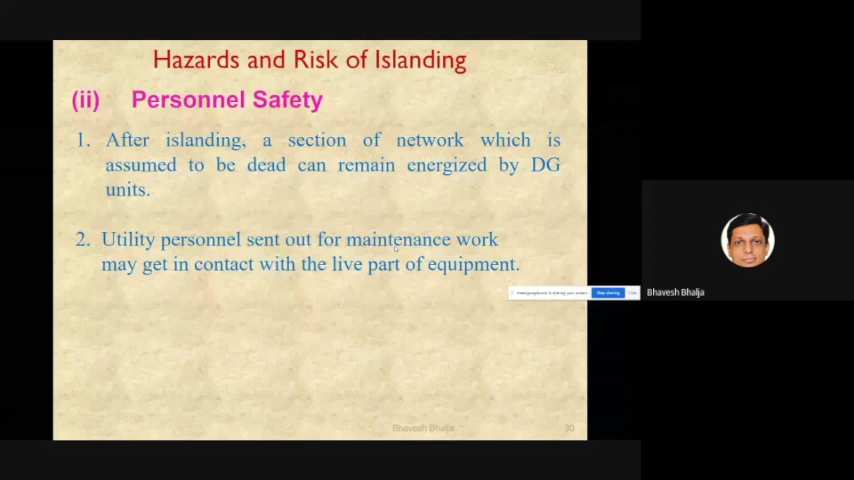 Hazards and Risk of Islanding
(ii) Personnel Safety
1. After islanding, a section of network which is
assumed to be dead can remain energized by DG
units.
2. Utility personnel sent out for maintenance work
may get in contact with the live part of equipment.
Stop sharing
Bhavesh Bhalja
Bhavesh Bhalja